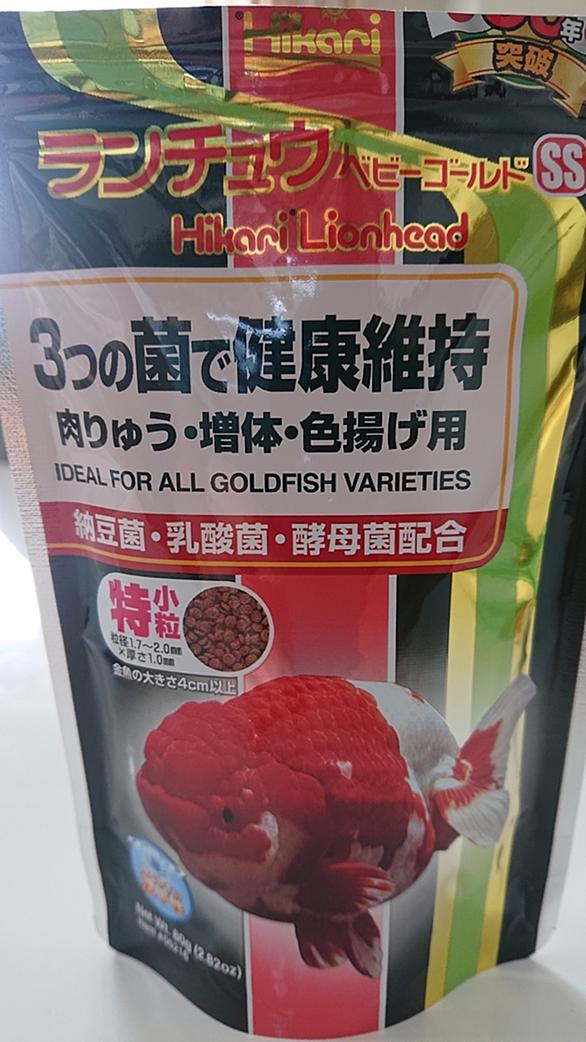 Hikari
年
突破
ランチュウ ベビーゴールド SS
Hikari Lionhead
3つの菌で健康維持
肉りゅう・増体・色揚げ用
IDEAL FOR ALL GOLDFISH VARIETIES
納豆菌・乳酸菌・酵母菌配合
特小粒
粒径1.7〜2.0㎜
×厚さ1.0㎜
金魚の大きさ4cm以上
Net Wt. 80g (2.82oz)